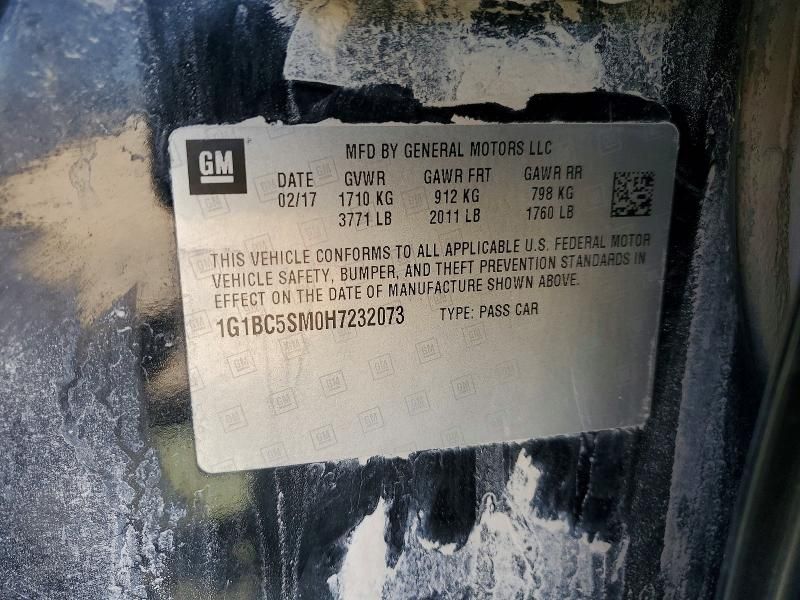 GM
MFD BY GENERAL MOTORS LLC
DATE GVWR GAWR FRT GAWR RR
02/17 1710 KG 912 KG 798 KG
3771 LB 2011 LB 1760 LB
THIS VEHICLE CONFORMS TO ALL APPLICABLE U.S. FEDERAL MOTOR
VEHICLE SAFETY, BUMPER, AND THEFT PREVENTION STANDARDS IN
EFFECT ON THE DATE OF MANUFACTURE SHOWN ABOVE.
1G1BC5SM0H7232073 TYPE: PASS CAR